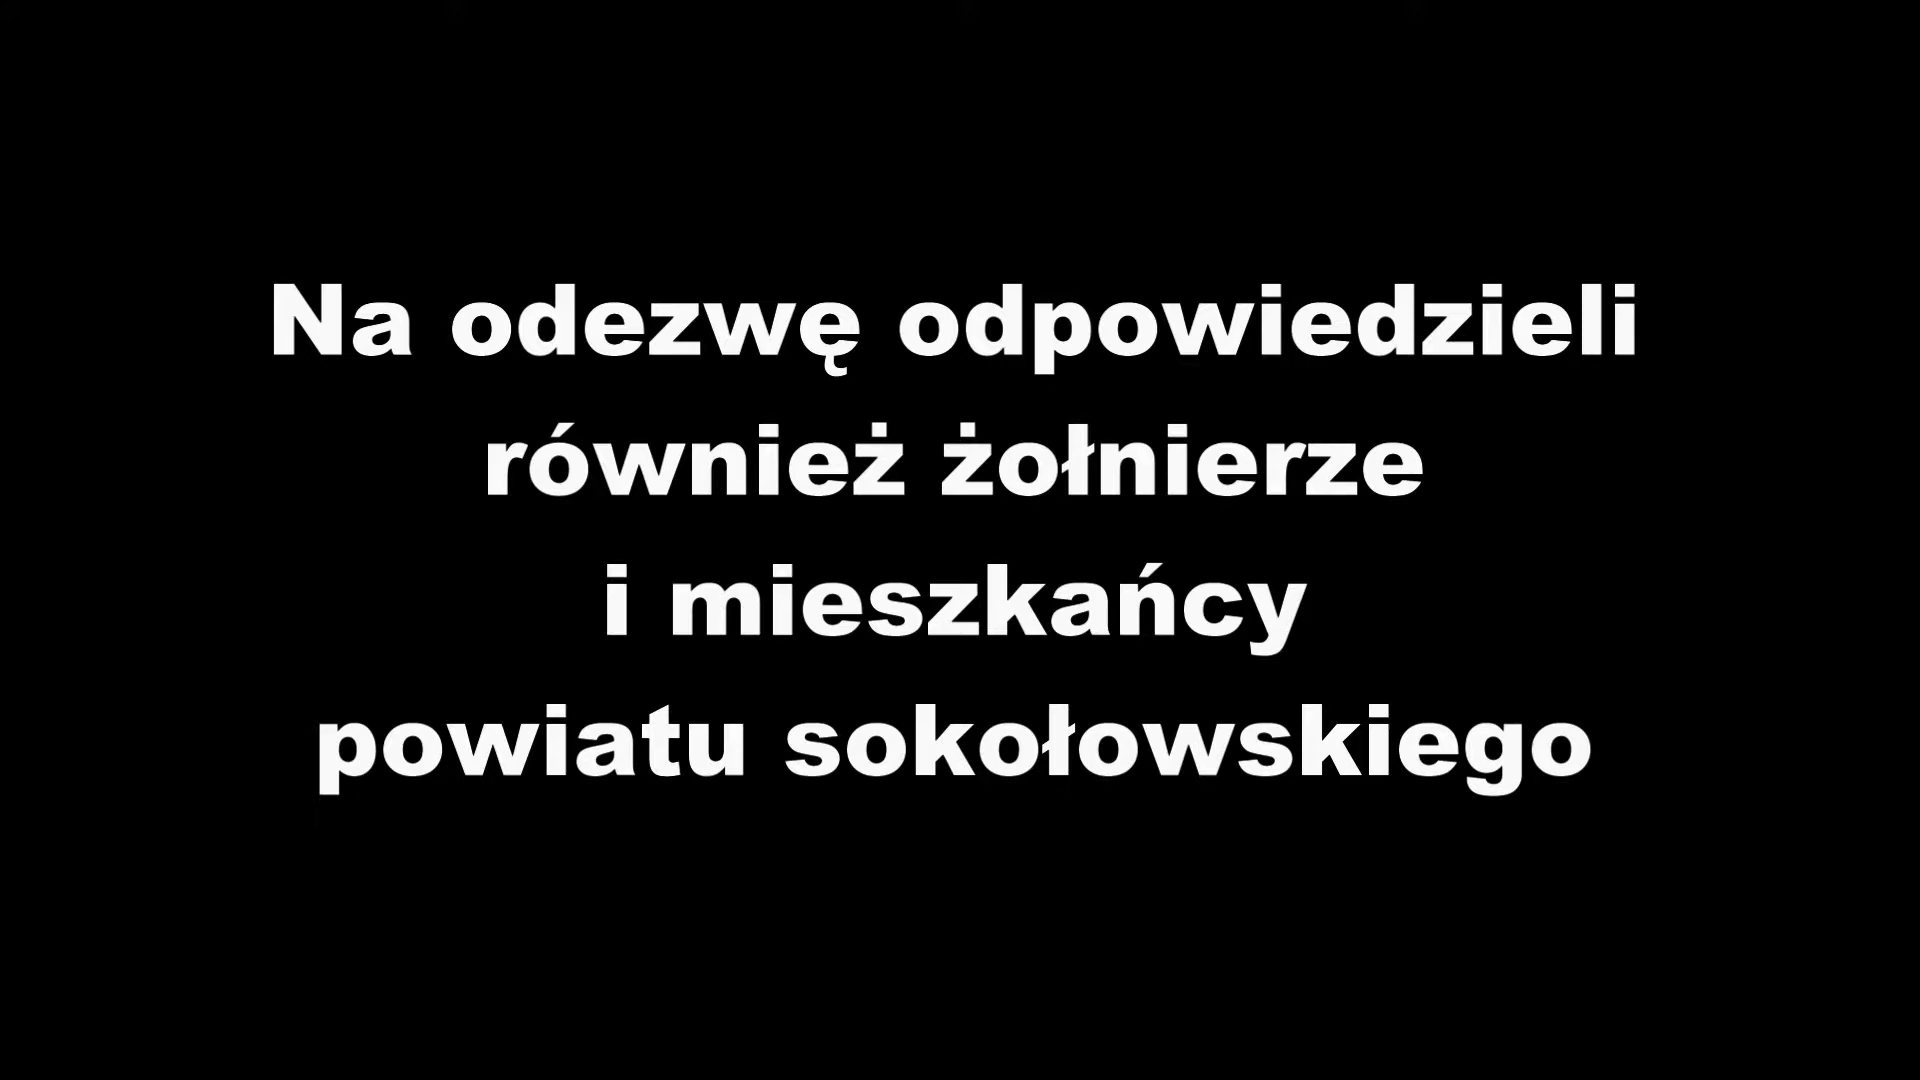 Na odezwę odpowiedzieli
również żołnierze
i mieszkańcy
powiatu sokołowskiego